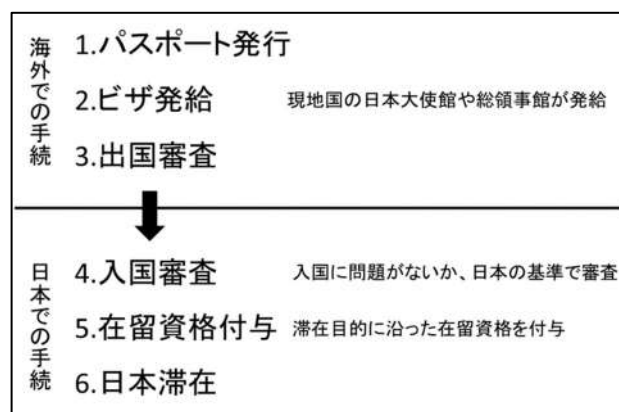 海外での手続
1.パスポート発行
2.ビザ発給 現地国の日本大使館や総領事館が発給
3.出国審査
日本での手続
4.入国審査 入国に問題がないか、日本の基準で審査
5.在留資格付与 滞在目的に沿った在留資格を付与
6.日本滞在